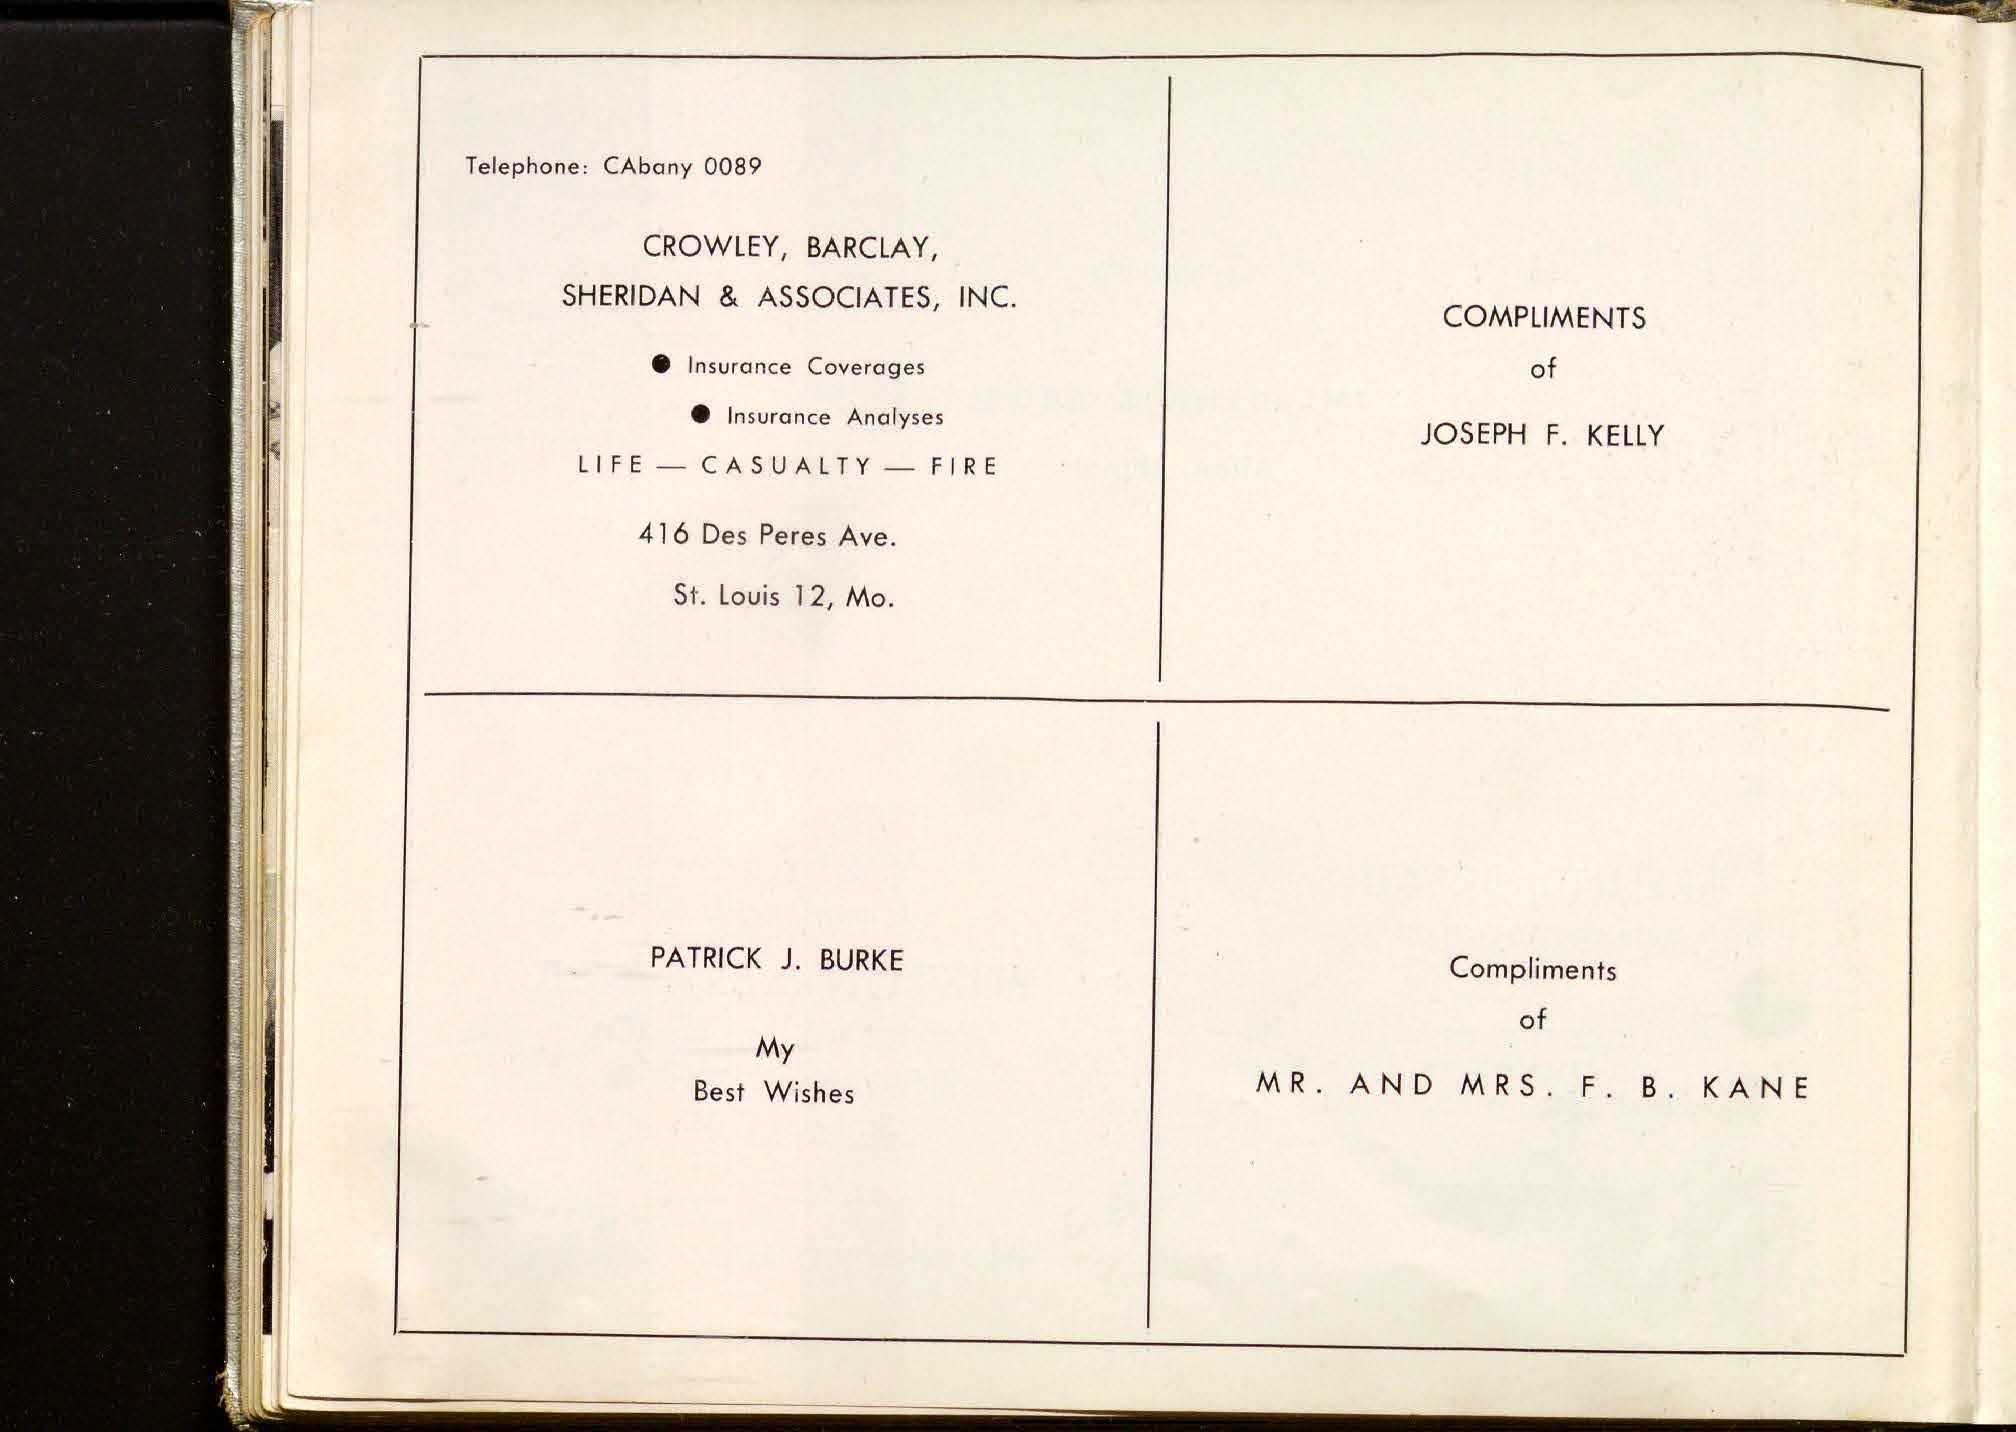 Telephone: CAbany 0089
CROWLEY, BARCLAY,
SHERIDAN & ASSOCIATES, INC.
● Insurance Coverages
● Insurance Analyses
LIFE — CASUALTY — FIRE
416 Des Peres Ave.
St. Louis 12, Mo.
COMPLIMENTS
of
JOSEPH F. KELLY
PATRICK J. BURKE
My
Best Wishes
Compliments
of
MR. AND MRS. F. B. KANE